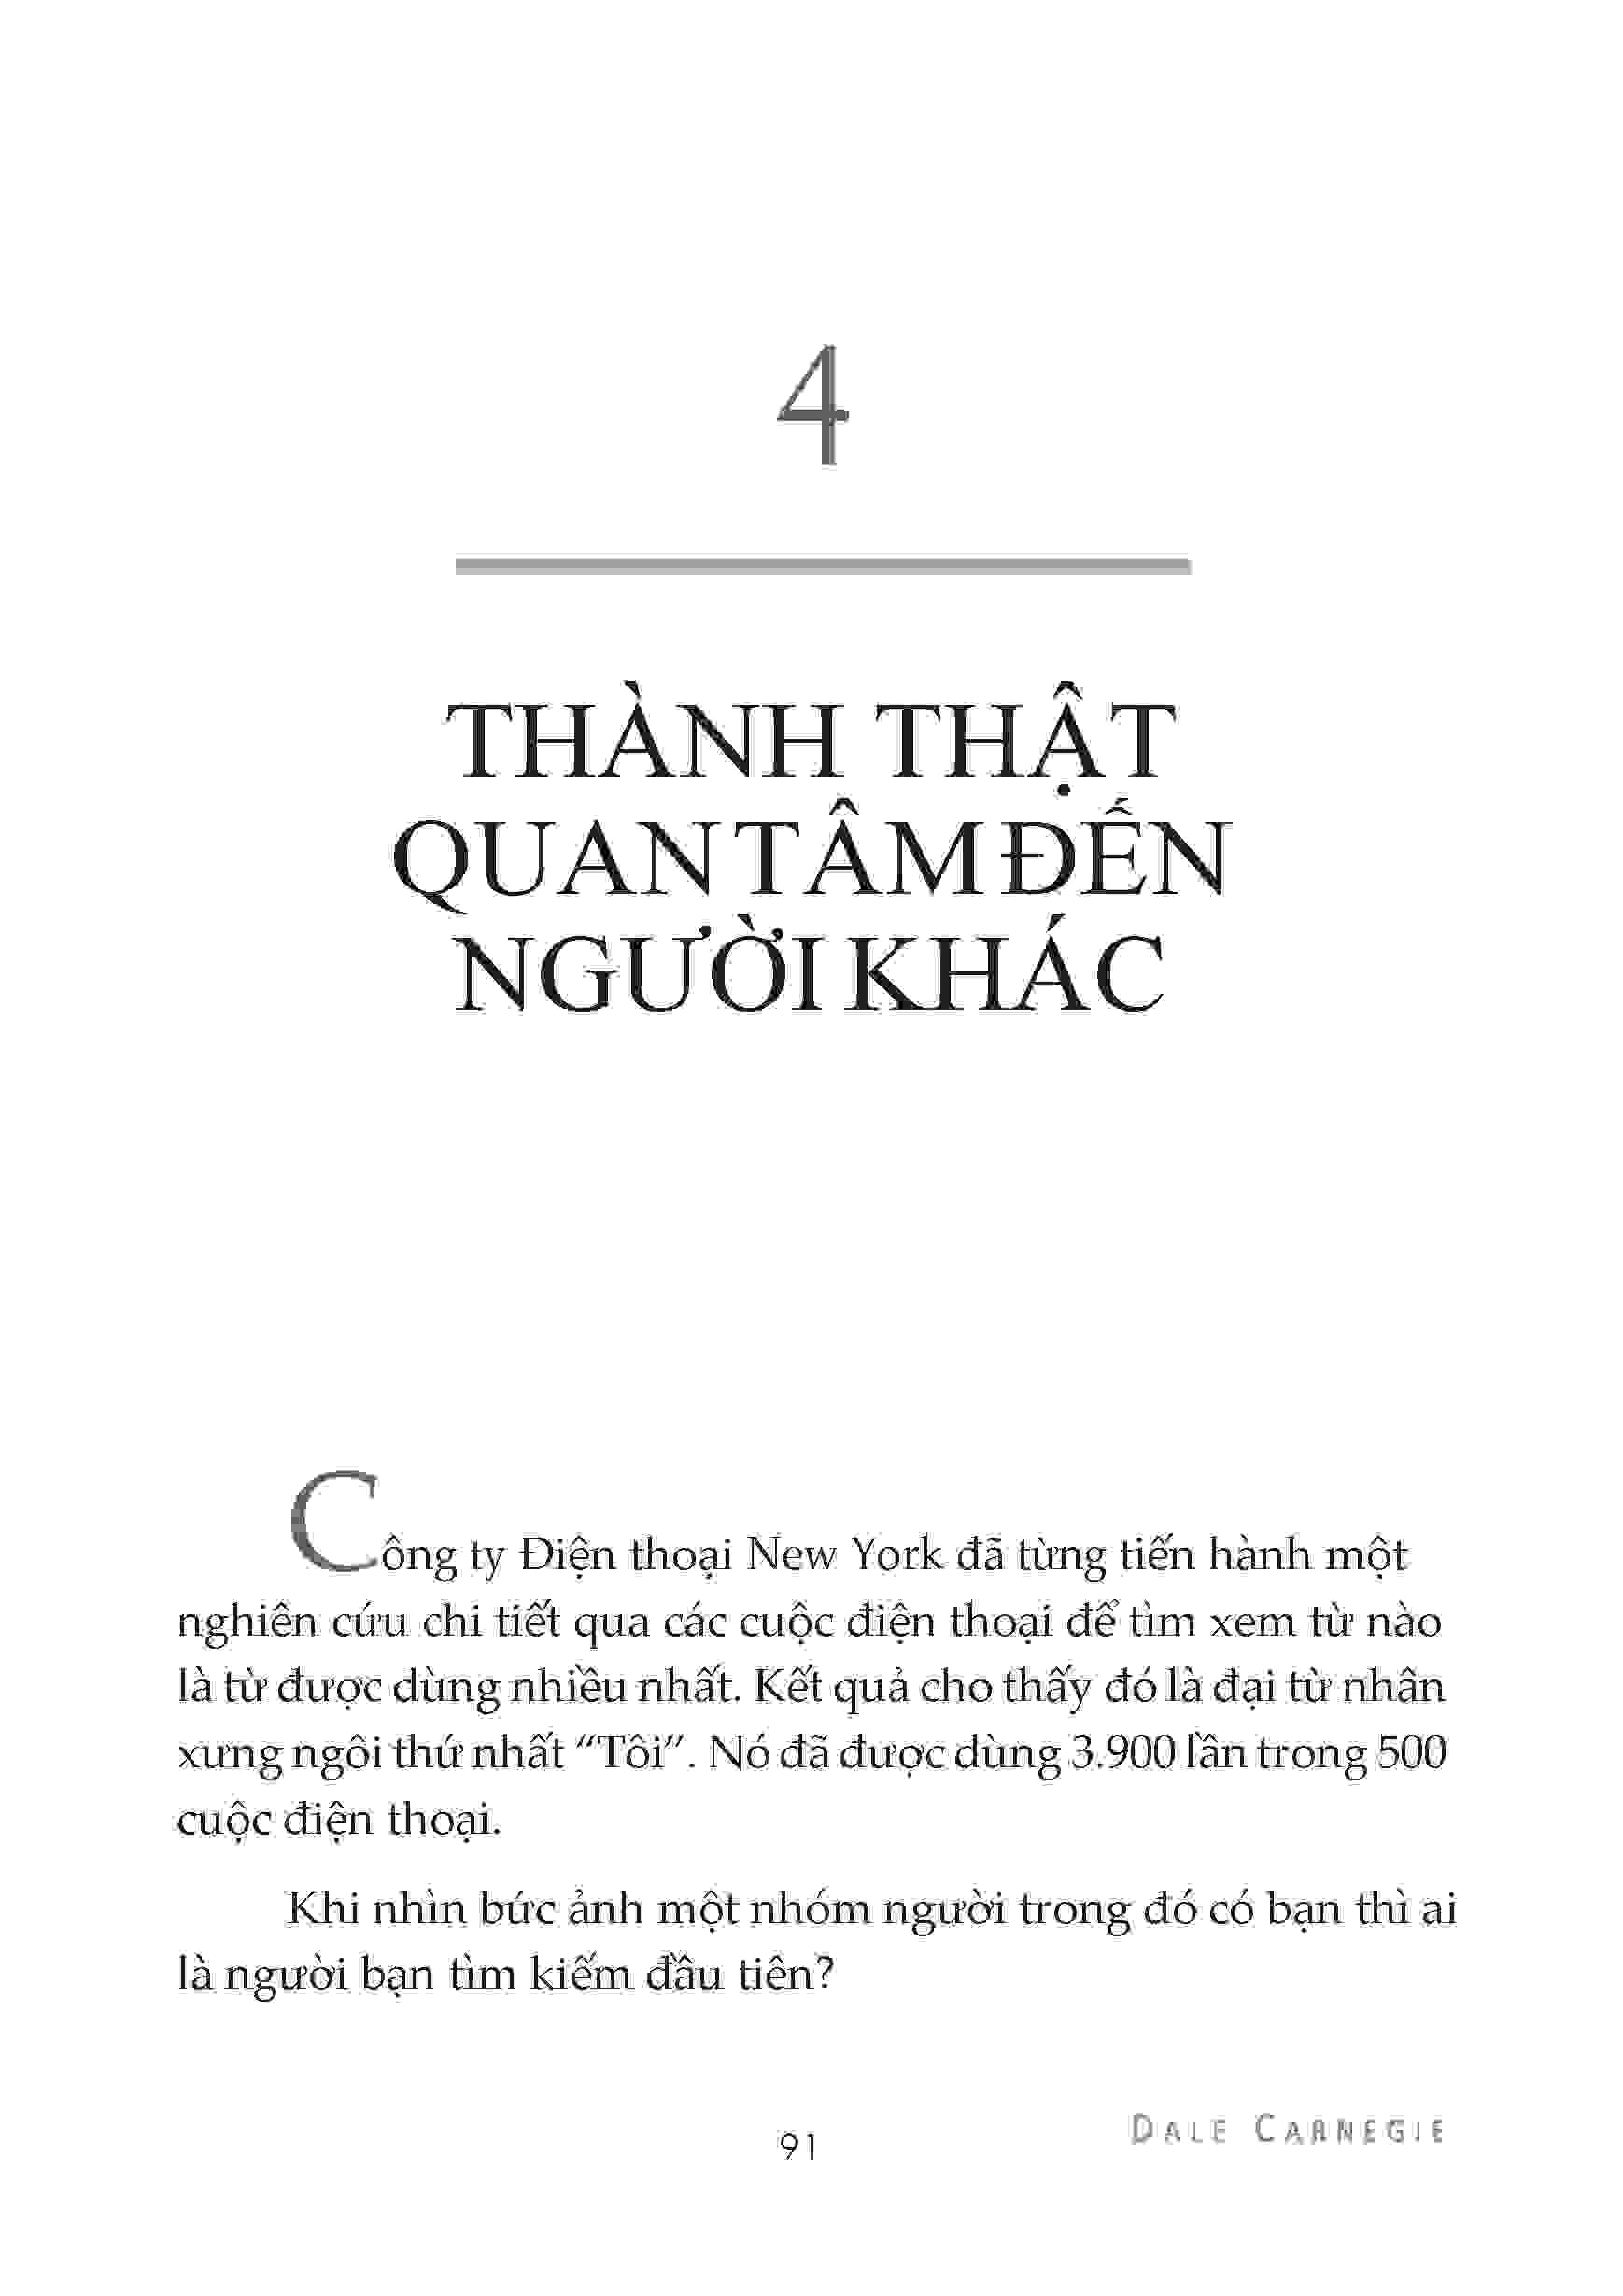 4
THÀNH THẬT
QUAN TÂM ĐẾN
NGƯỜI KHÁC
Công ty Điện thoại New York đã từng tiến hành một
nghiên cứu chi tiết qua các cuộc điện thoại để tìm xem từ nào
là từ được dùng nhiều nhất. Kết quả cho thấy đó là đại từ nhân
xưng ngôi thứ nhất “Tôi”. Nó đã được dùng 3.900 lần trong 500
cuộc điện thoại.
Khi nhìn bức ảnh một nhóm người trong đó có bạn thì ai
là người bạn tìm kiếm đầu tiên?
91
DALE CARNEGIE